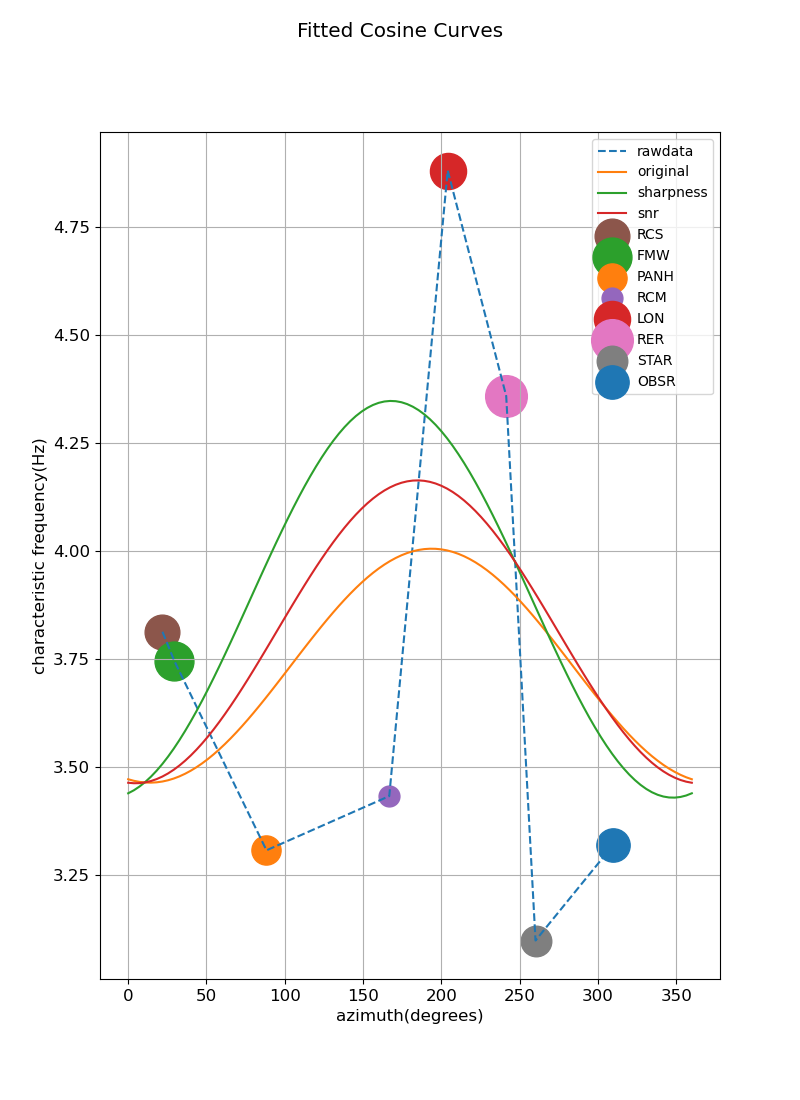 Fitted Cosine Curves
rawdata
original
sharpness
snr
RCS
FMW
PANH
RCM
LON
RER
STAR
OBSR
4.75
4.50
4.25
4.00
3.75
3.50
3.25
characteristic frequency(Hz)
0 50 100 150 200 250 300 350
azimuth(degrees)